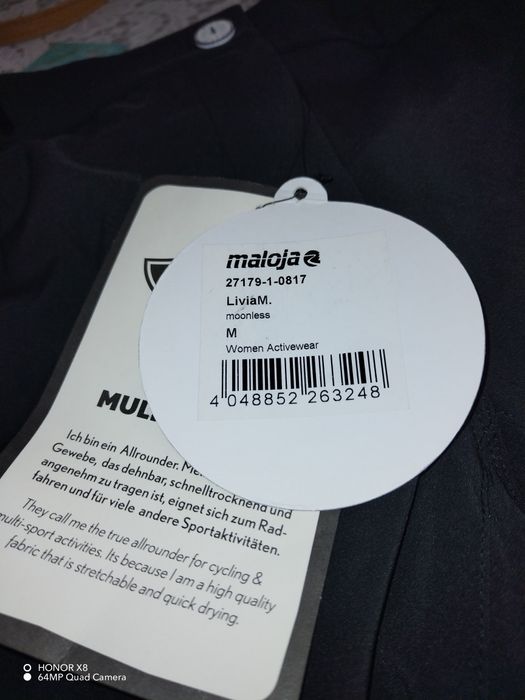 maloja
27179-1-0817
LiviaM.
moonless
M
Women Activewear
4 048852 263248
Ich bin ein Allrounder.
Gewebe, das dehnbar, schnelltrocknend und
angenehm zu tragen ist, eignet sich zum Rad-
fahren und für viele andere Sportaktivitäten.
They call me the true allrounder for cycling &
multi-sport activities. Its because I am a high quality
fabric that is stretchable and quick drying.
HONOR X8
64MP Quad Camera